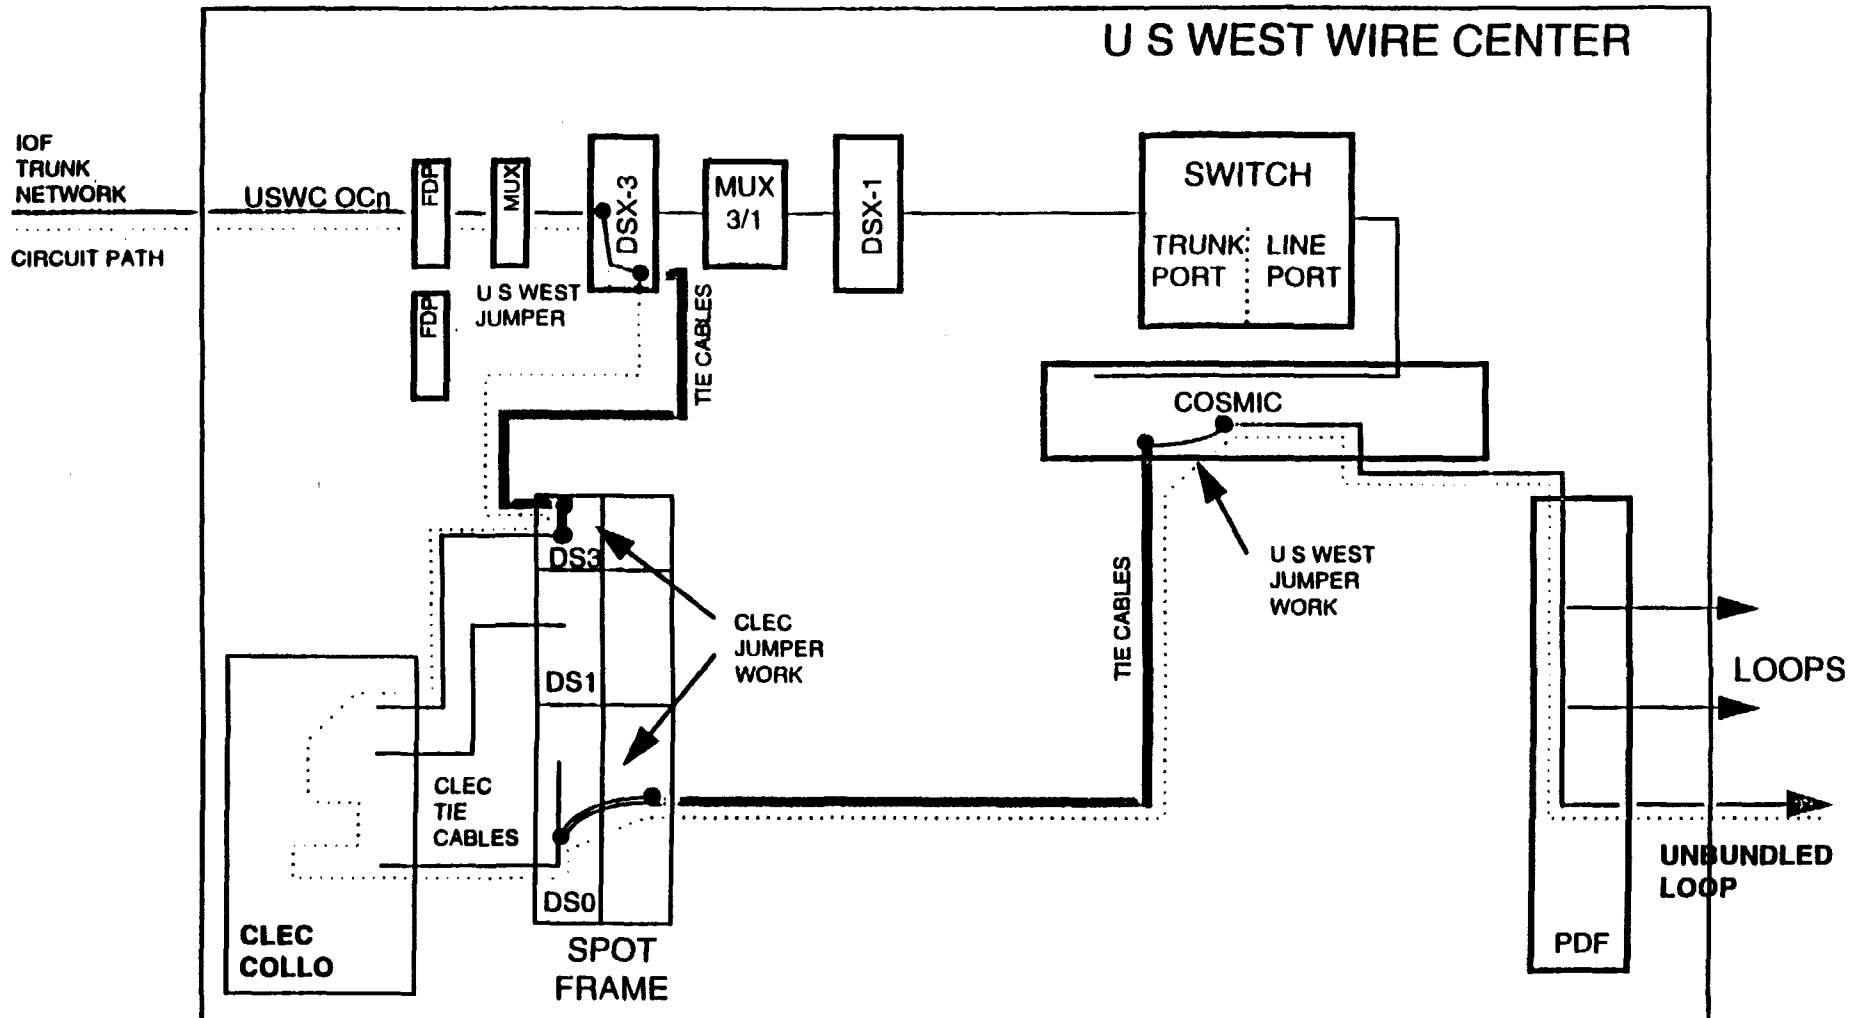 U S WEST WIRE CENTER
IOF
TRUNK
NETWORK
CIRCUIT PATH
USWC OCn
FDP
MUX
DSX-3
MUX
3/1
DSX-1
SWITCH
TRUNK
PORT
LINE
PORT
FDP
U S WEST
JUMPER
TIE CABLES
COSMIC
DS3
U S WEST
JUMPER
WORK
TIE CABLES
CLEC
JUMPER
WORK
DS1
LOOPS
CLEC
TIE
CABLES
DS0
UNBUNDLED
LOOP
CLEC
COLLO
SPOT
FRAME
PDF